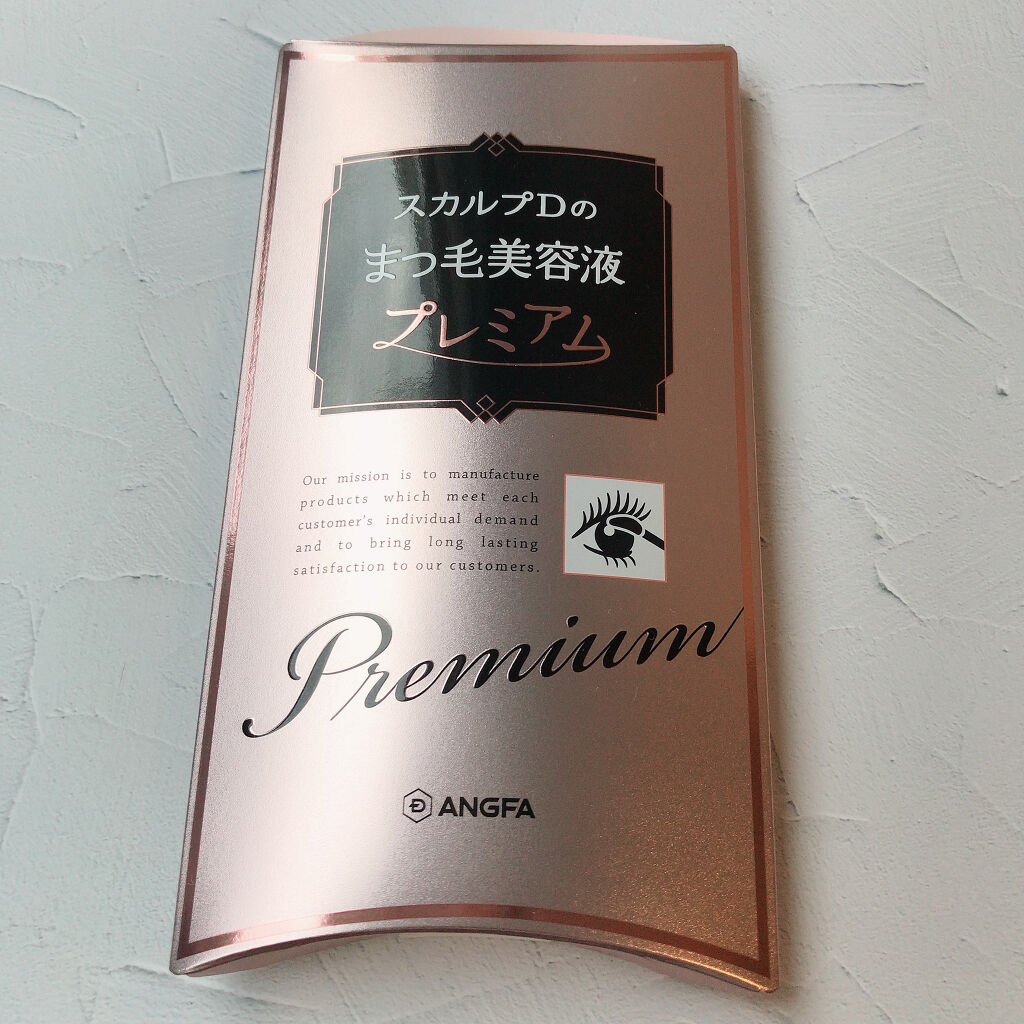 スカルプDの
まつ毛美容液
プレミアム
Our mission is to manufacture
products which meet each
customer's individual demand
and to bring long lasting
satisfaction to our customers.
Premium
ANGFA